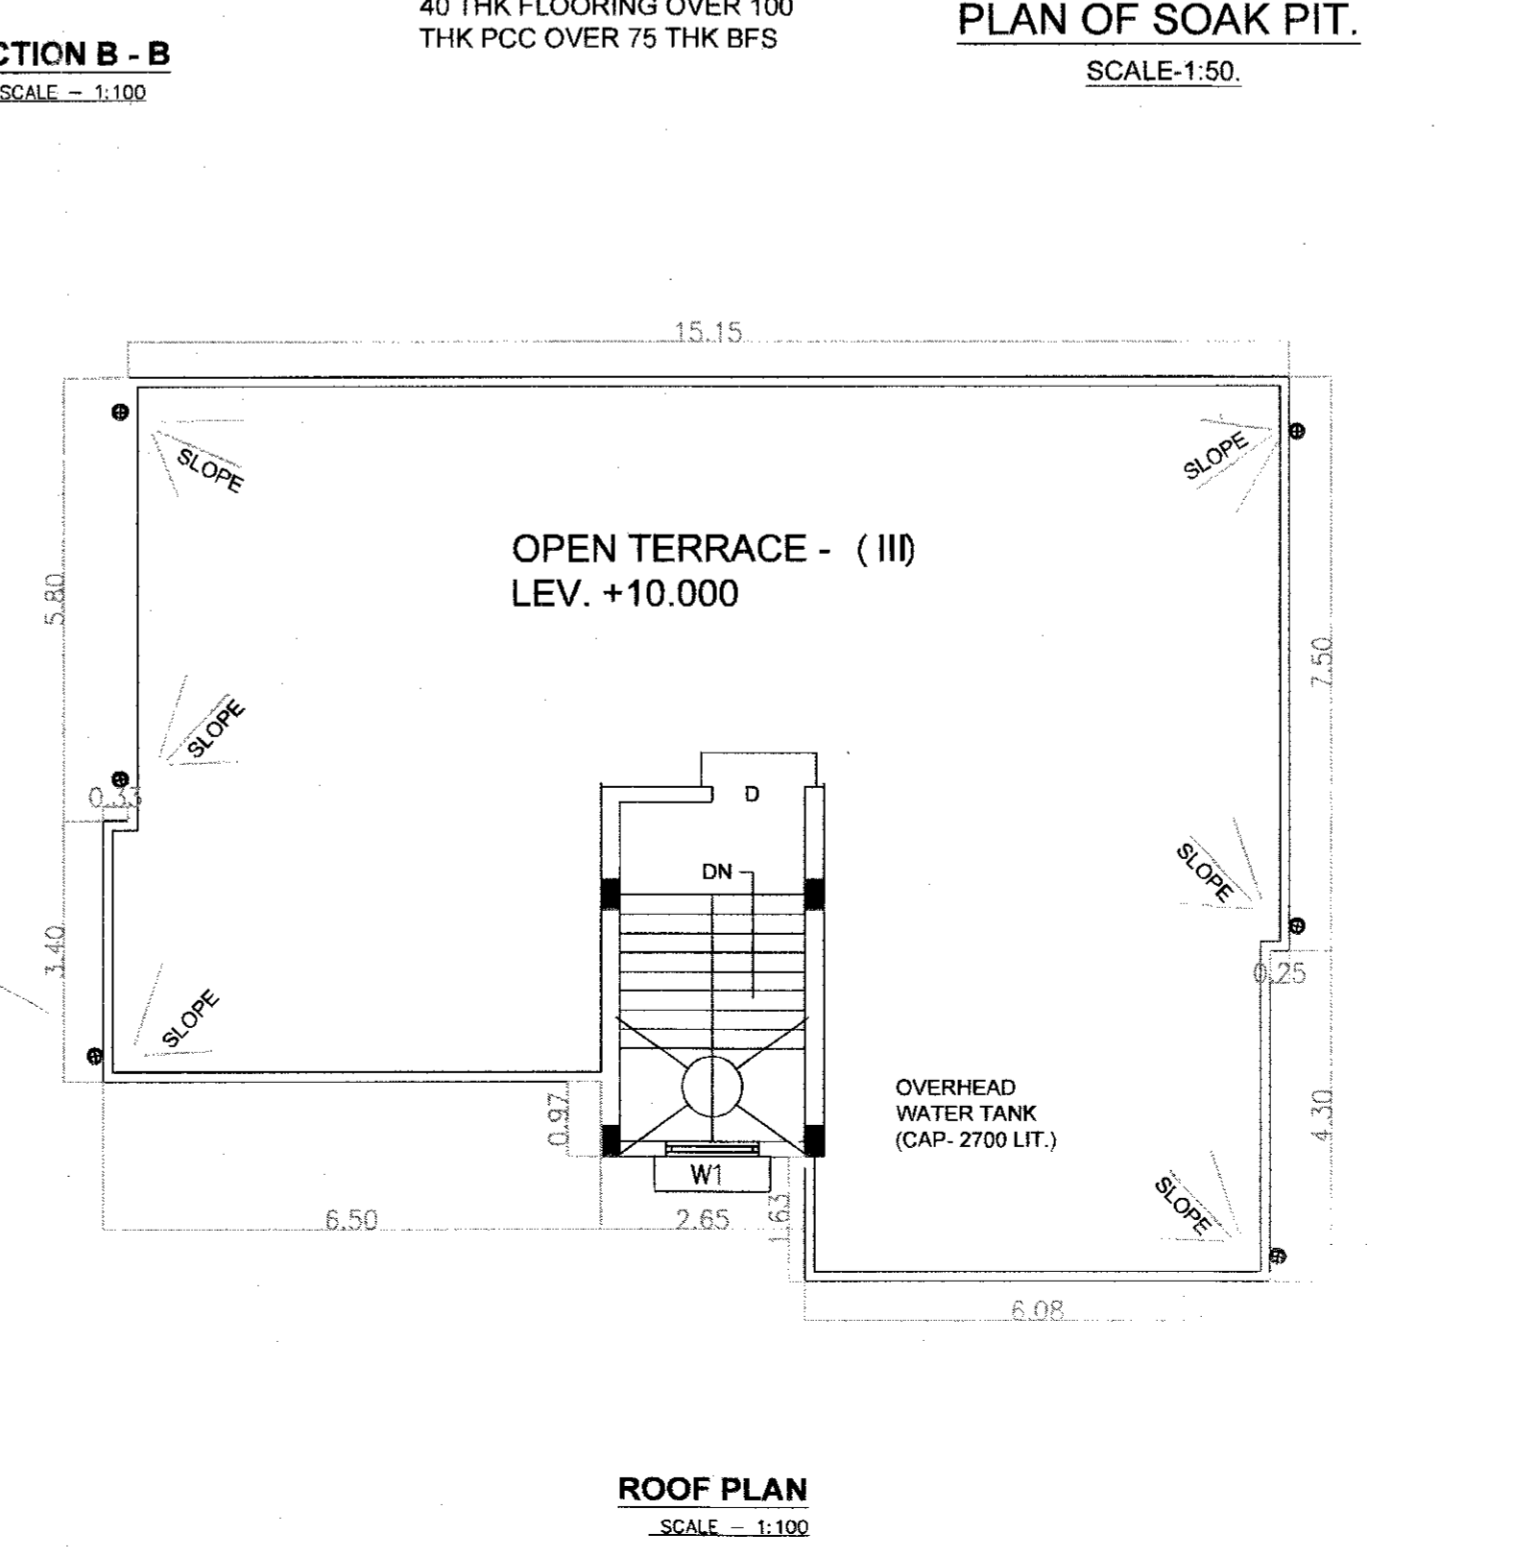 40 THK FLOORING OVER 100
THK PCC OVER 75 THK BFS
PLAN OF SOAK PIT.
SCALE-1:50.
CTION B - B
SCALE - 1:100
15.15
SLOPE
SLOPE
OPEN TERRACE - ( III)
LEV. +10.000
5.80
7.50
SLOPE
0.33
D
DN
SLOPE
3.40
0.25
SLOPE
OVERHEAD
WATER TANK
(CAP- 2700 LIT.)
0.97
4.30
W1
SLOPE
6.50
2.65
1.63
6.08
ROOF PLAN
SCALE - 1:100